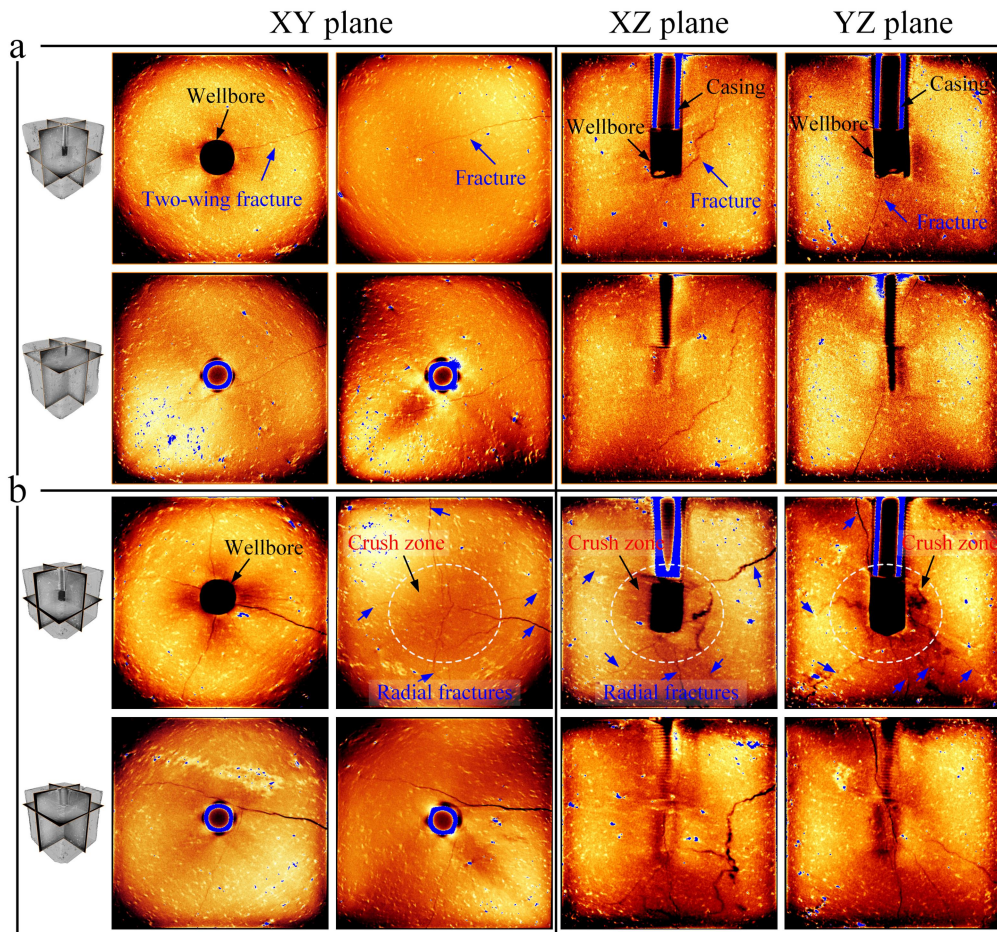 XY plane
XZ plane
YZ plane
a
Wellbore
Two-wing fracture
Fracture
Casing
Wellbore
Fracture
Casing
Wellbore
Fracture
b
Wellbore
Crush zone
Radial fractures
Crush zone
Radial fractures
Crush zone